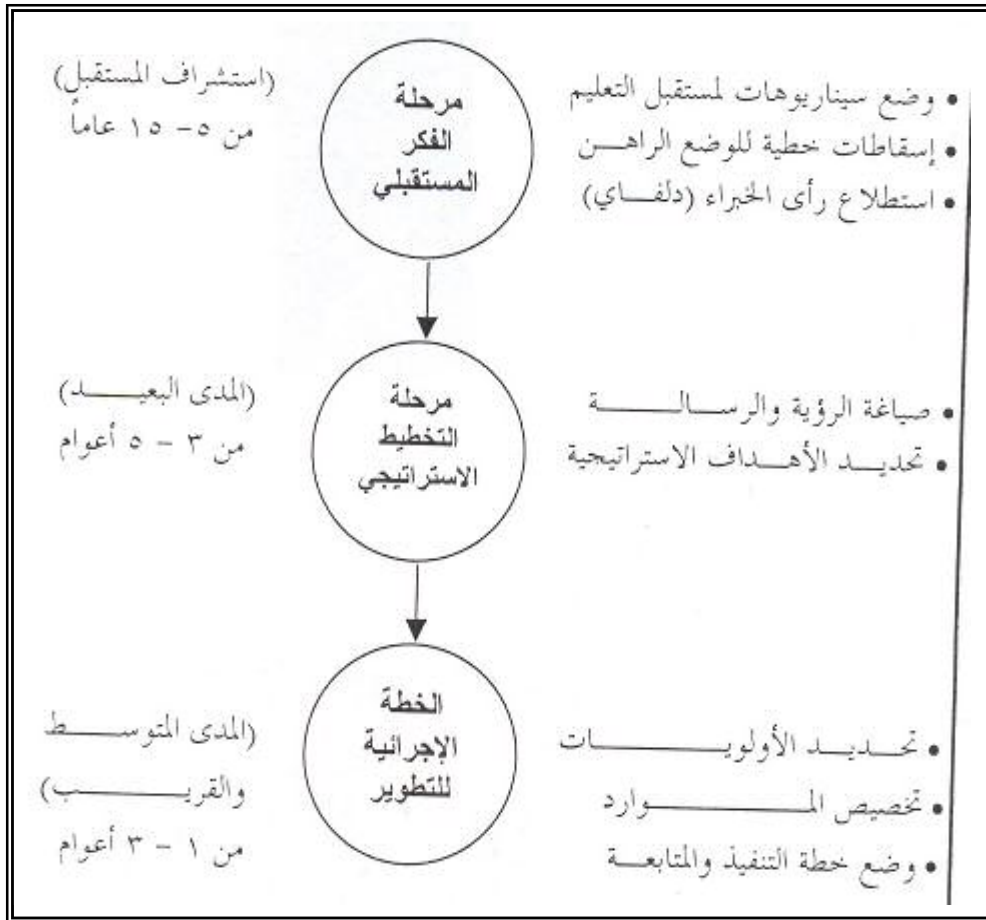 • وضع سيناريوهات لمستقبل التعليم
• إسقاطات خطية للوضع الراهن
• استطلاع رأى الخبراء (دلفاي)
مرحلة
الفكر
المستقبلي
(استشراف المستقبل)
من ٥- ١٥ عاماً
• صياغة الرؤية والرسالة
• تحديد الأهداف الاستراتيجية
مرحلة
التخطيط
الاستراتيجي
(المدى البعيد)
من ٣ - ٥ أعوام
• تحديد الأولويات
• تخصيص الموارد
• وضع خطة التنفيذ والمتابعة
الخطة
الإجرائية
للتطوير
(المدى المتوسط
والقريب)
من ١ - ٣ أعوام